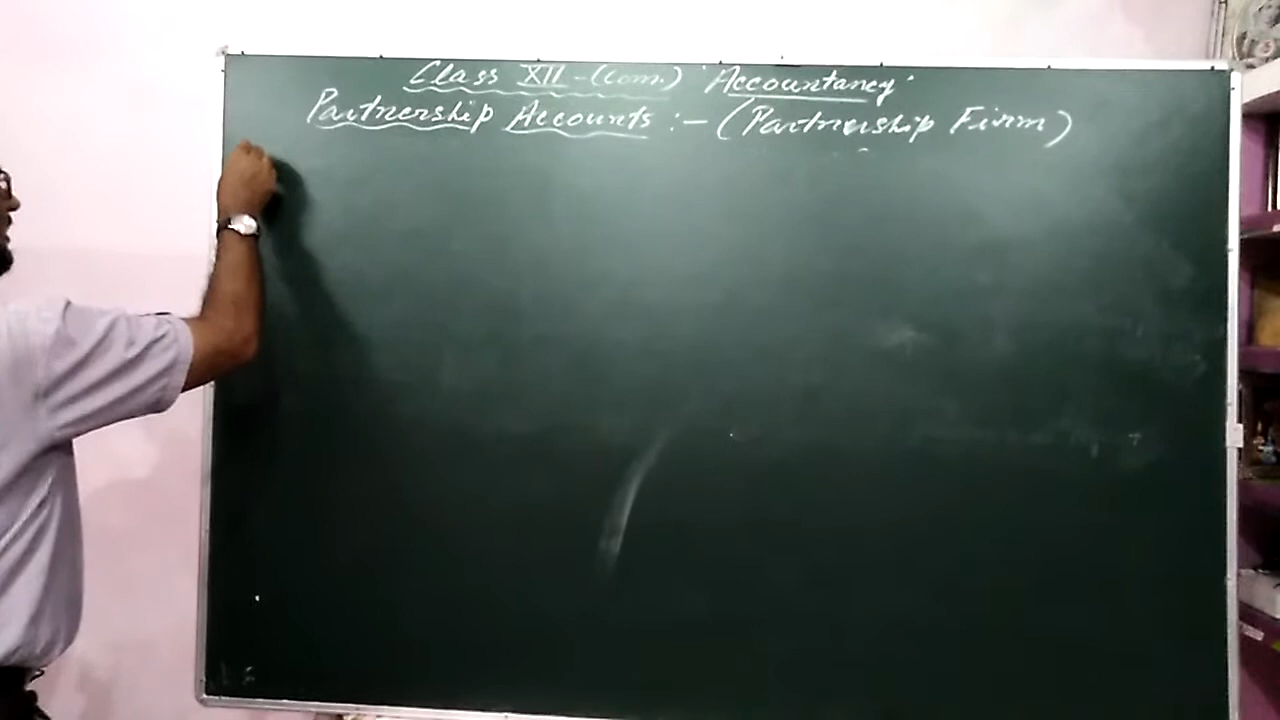 Class XII - (Com.) 'Accountancy'
Partnership Accounts :- (Partnership Firm)